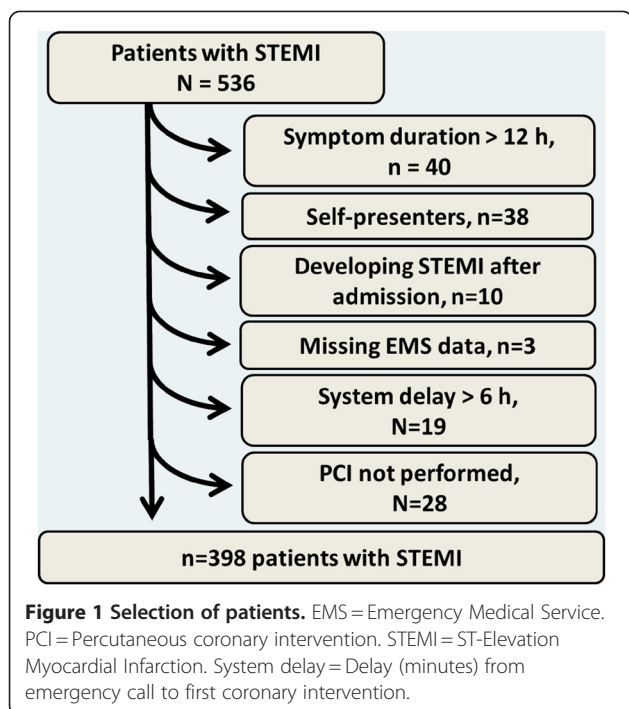 Patients with STEMI
N = 536
Symptom duration > 12 h,
n = 40
Self-presenters, n=38
Developing STEMI after
admission, n=10
Missing EMS data, n=3
System delay > 6 h,
N=19
PCI not performed,
N=28
n=398 patients with STEMI
Figure 1 Selection of patients. EMS = Emergency Medical Service.
PCI = Percutaneous coronary intervention. STEMI = ST-Elevation
Myocardial Infarction. System delay = Delay (minutes) from
emergency call to first coronary intervention.